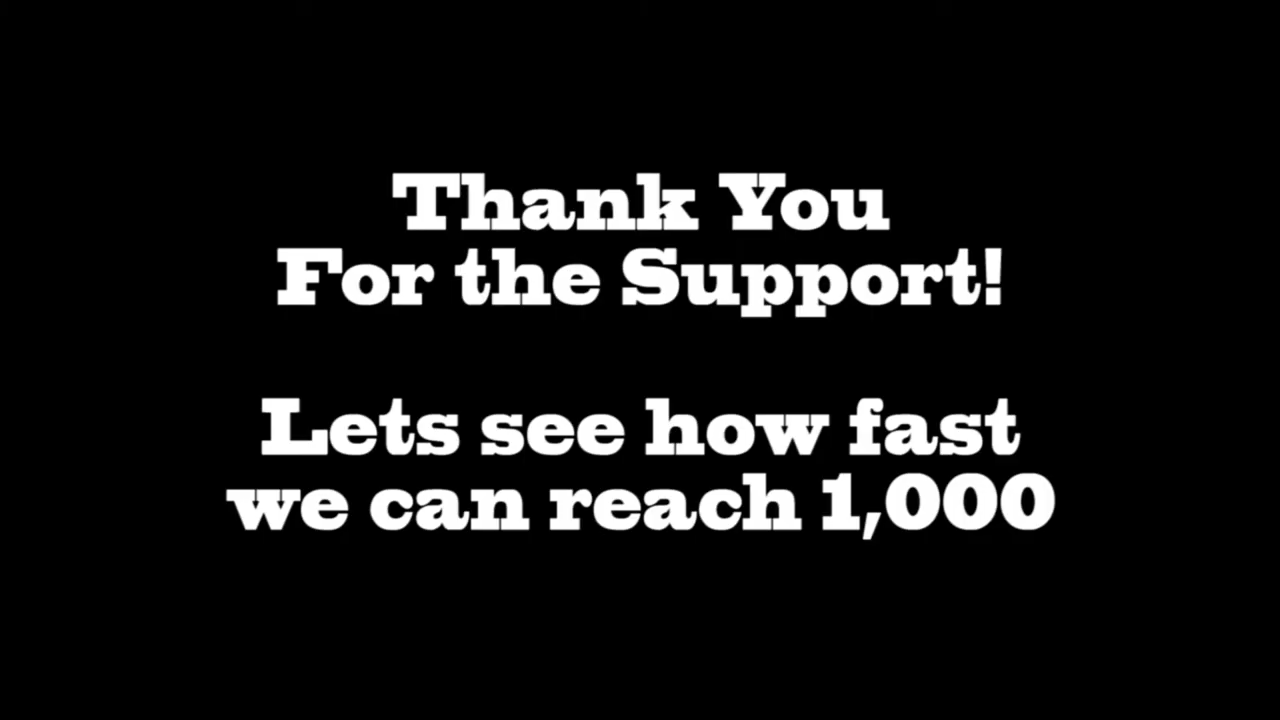 Thank You
For the Support!
Lets see how fast
we can reach 1,000